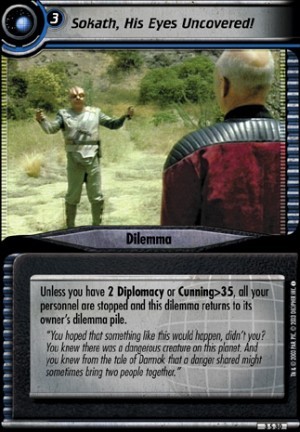 3
Sokath, His Eyes Uncovered!
Dilemma
Unless you have 2 Diplomacy or Cunning>35, all your
personnel are stopped and this dilemma returns to its
owner's dilemma pile.
"You hoped that something like this would happen, didn't you?
You knew there was a dangerous creature on this planet. And
you knew from the tale of Darmok that a danger shared might
sometimes bring two people together."